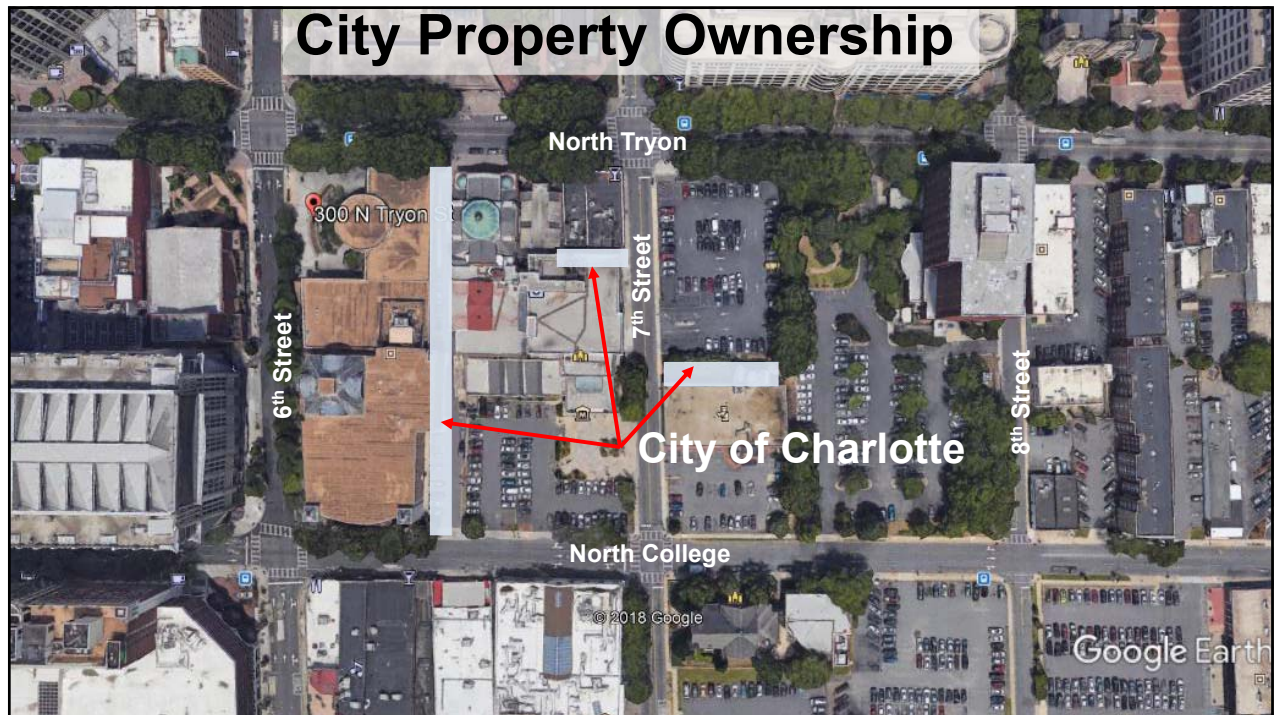 City Property Ownership
North Tryon
300 N Tryon St
7th Street
6th Street
8th Street
City of Charlotte
North College
© 2018 Google
Google Earth